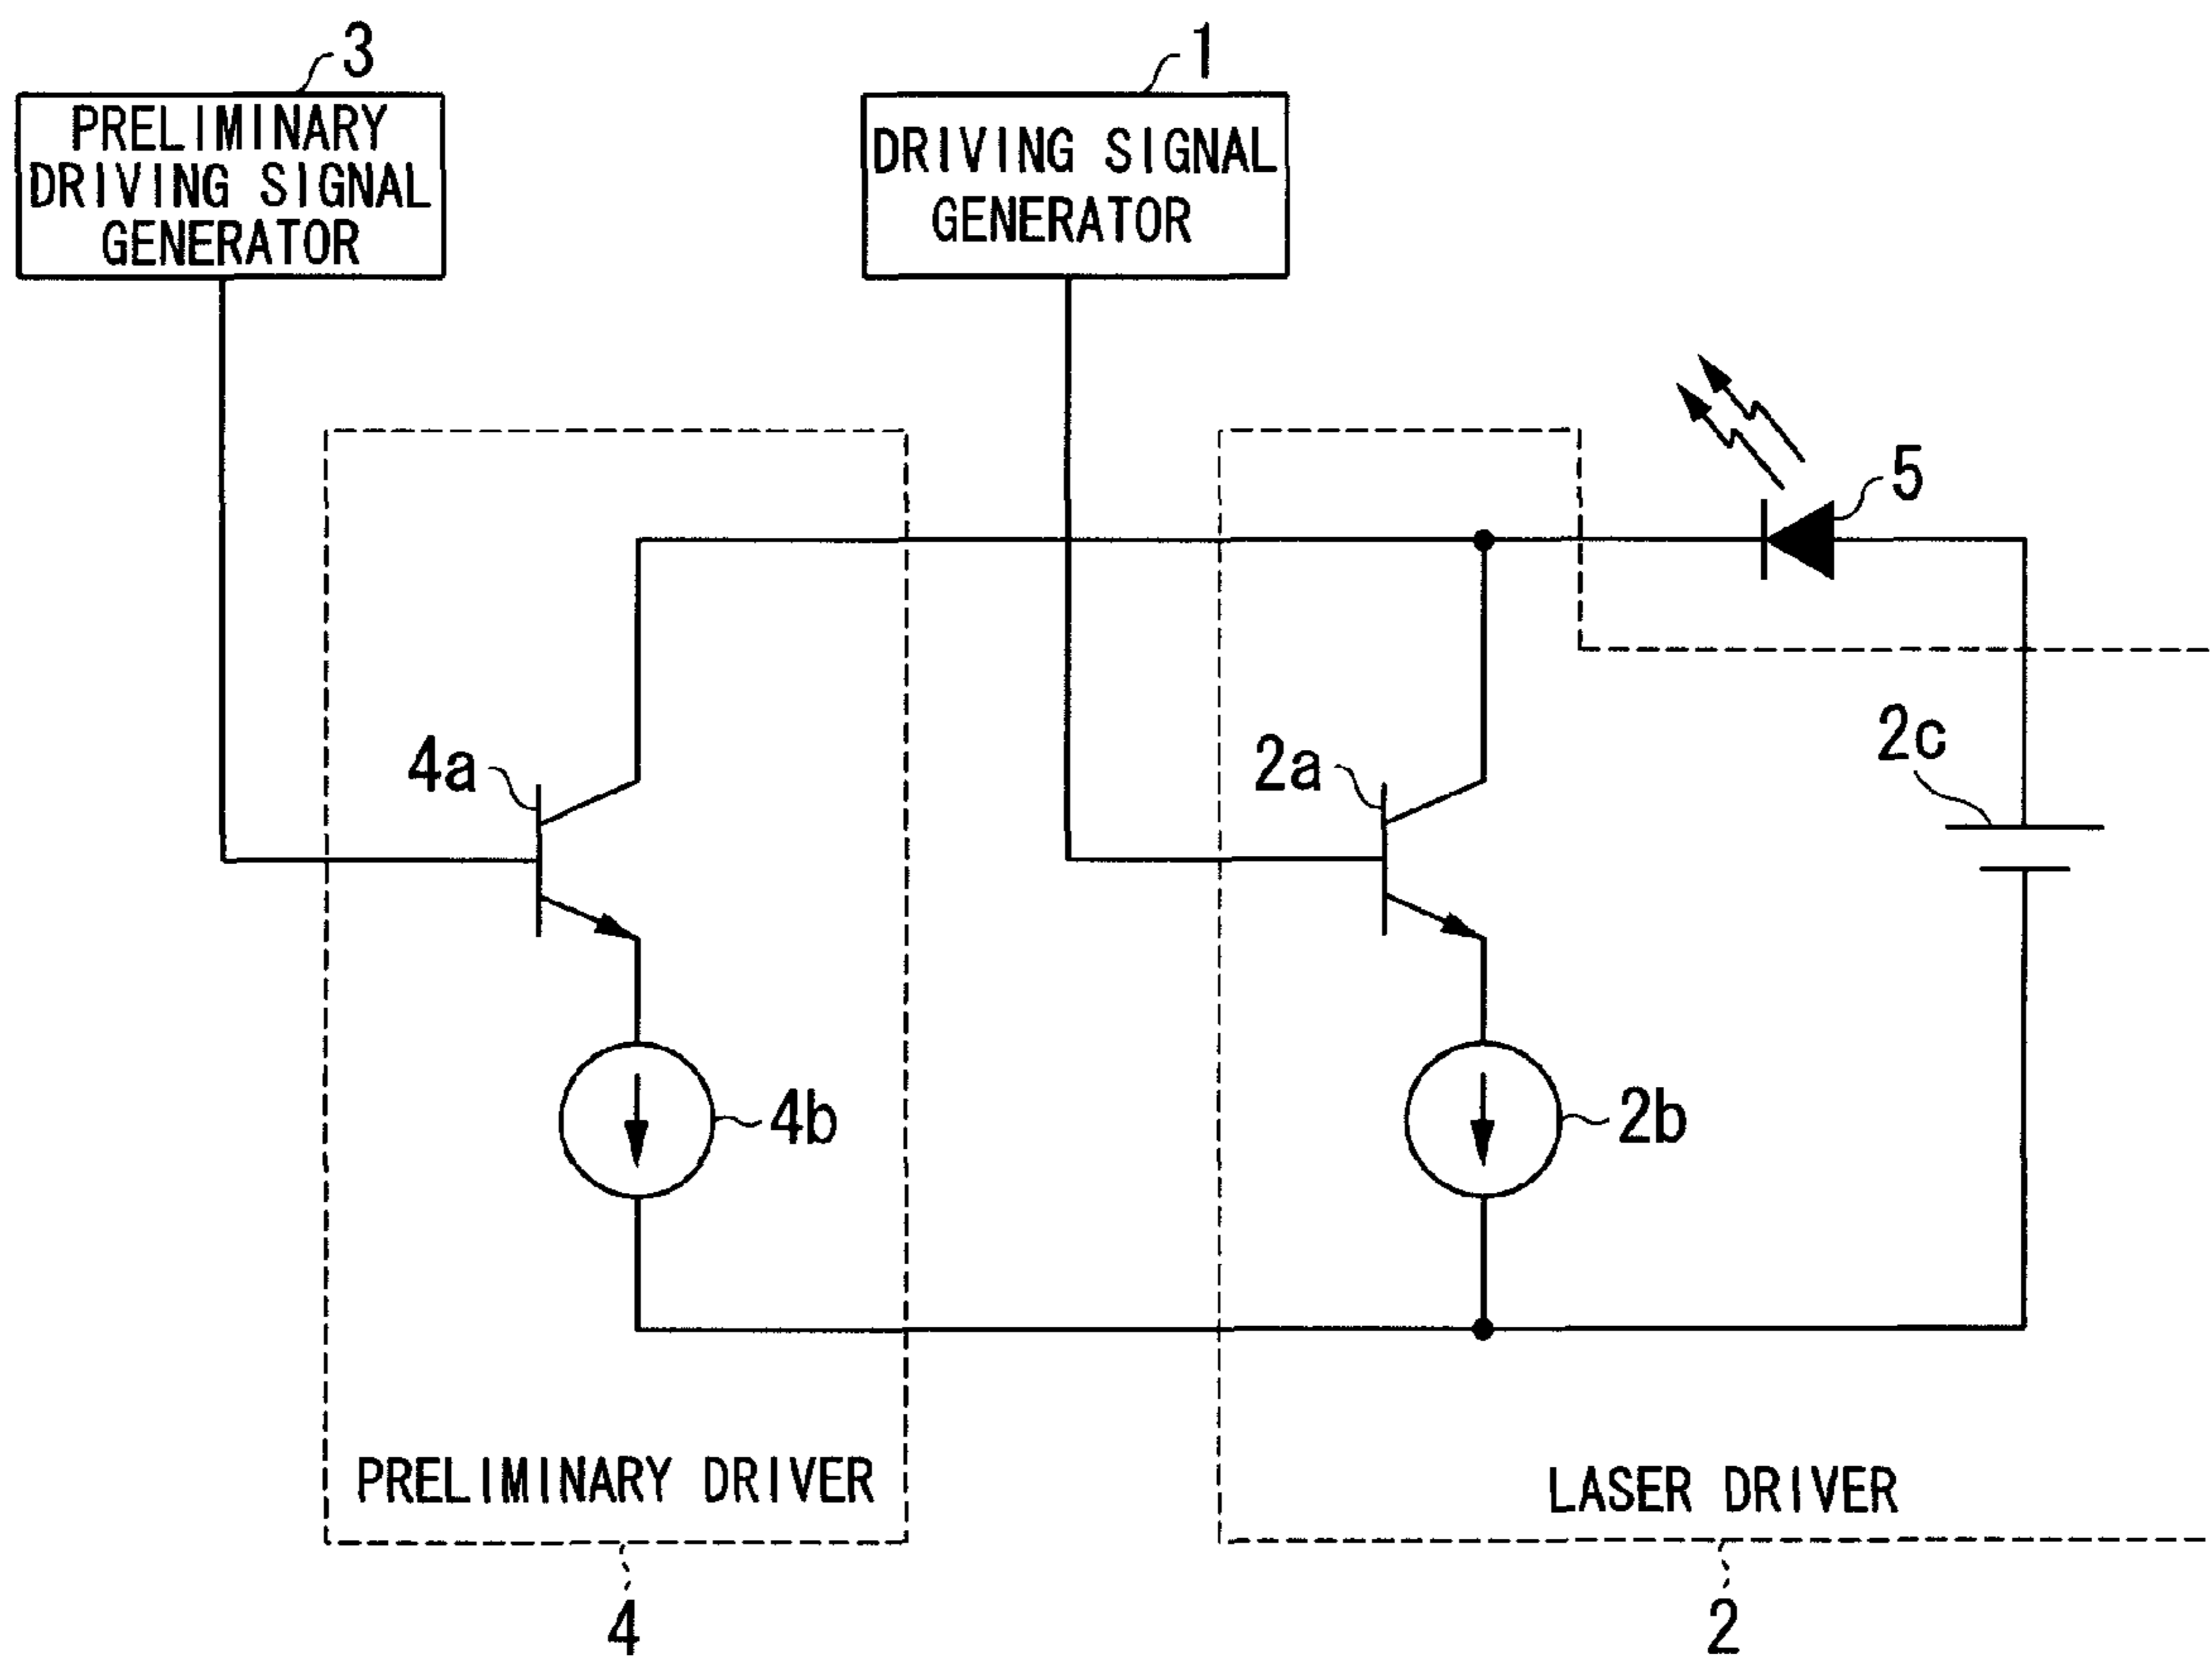 3
PRELIMINARY
DRIVING SIGNAL
GENERATOR
1
DRIVING SIGNAL
GENERATOR
5
4a
2a
2c
4b
2b
PRELIMINARY DRIVER
LASER DRIVER
4
2